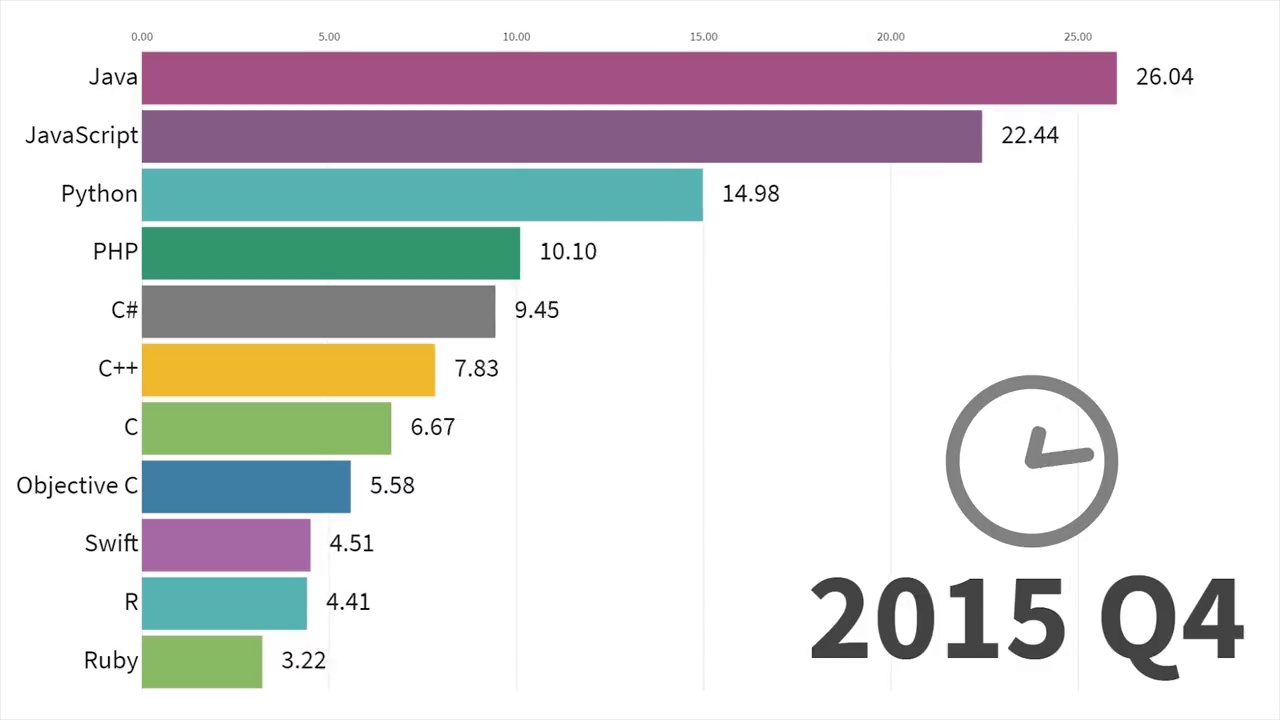 0.00 5.00 10.00 15.00 20.00 25.00
Java 26.04
JavaScript 22.44
Python 14.98
PHP 10.10
C# 9.45
C++ 7.83
C 6.67
Objective C 5.58
Swift 4.51
R 4.41
Ruby 3.22
2015 Q4